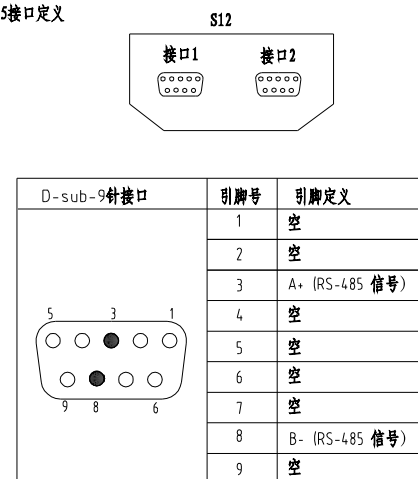 5接口定义
S12
接口1 接口2
D-sub-9针接口 引脚号 引脚定义
1 空
2 空
3 A+ (RS-485 信号)
4 空
5 空
6 空
7 空
8 B- (RS-485 信号)
9 空
5 3 1
9 8 6